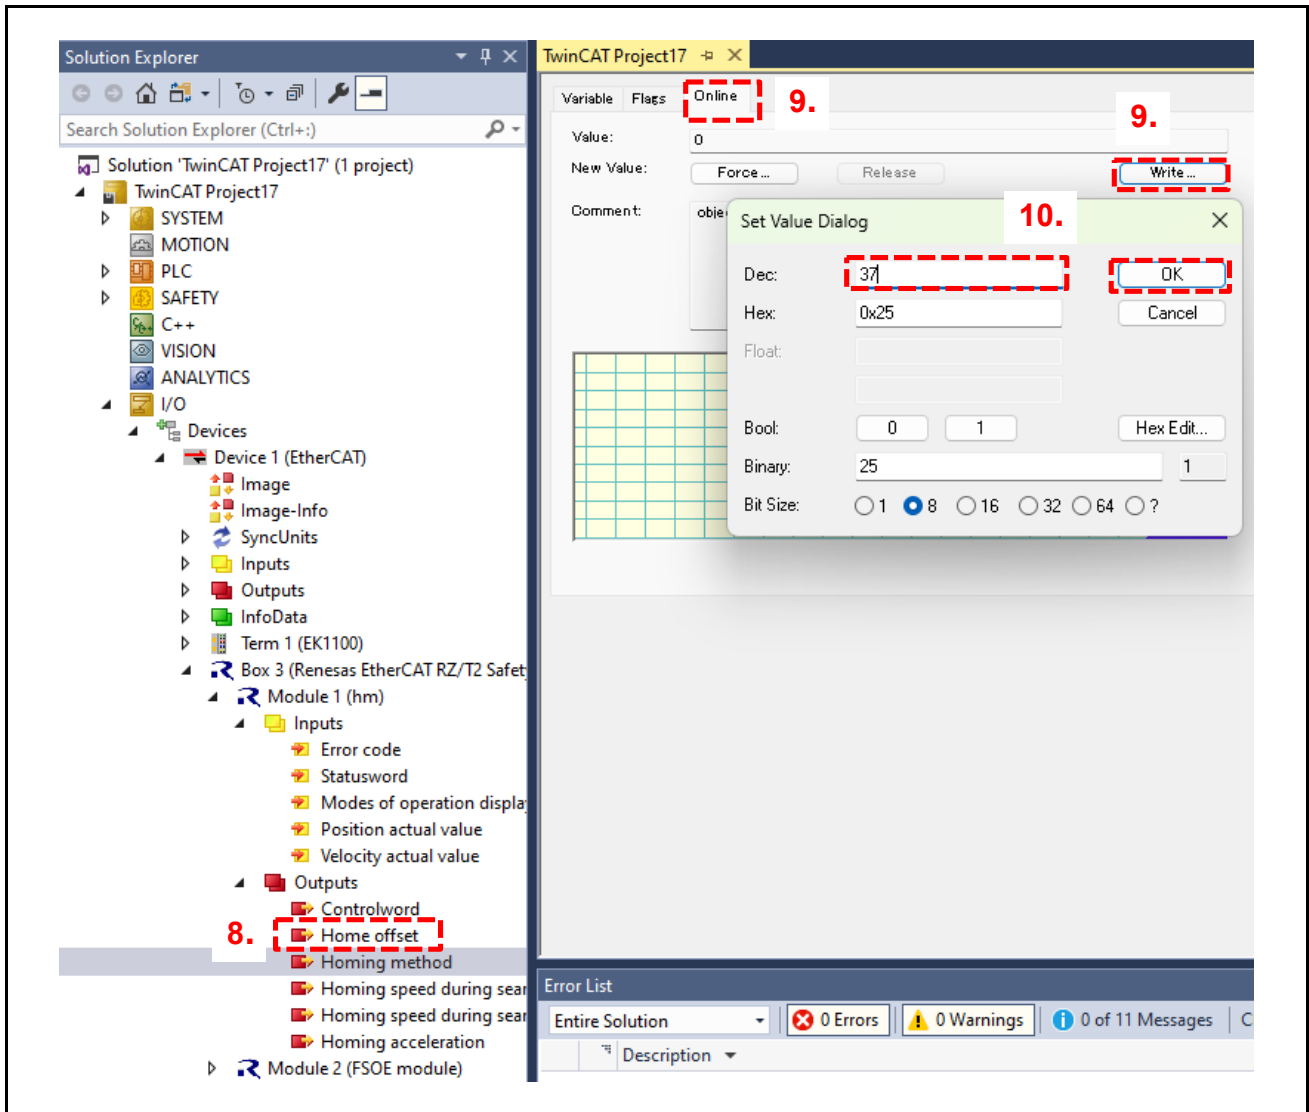 Solution Explorer
Search Solution Explorer (Ctrl+:)
Solution 'TwinCAT Project17' (1 project)
TwinCAT Project17
SYSTEM
MOTION
PLC
SAFETY
C++
VISION
ANALYTICS
I/O
Devices
Device 1 (EtherCAT)
Image
Image-Info
SyncUnits
Inputs
Outputs
InfoData
Term 1 (EK1100)
Box 3 (Renesas EtherCAT RZ/T2 Safet
Module 1 (hm)
Inputs
Error code
Statusword
Modes of operation display
Position actual value
Velocity actual value
Outputs
Controlword
8. Home offset
Homing method
Homing speed during sear
Homing speed during sear
Homing acceleration
Module 2 (FSOE module)
TwinCAT Project17
Variable Flags Online 9.
Value: 0
9.
New Value: Force... Release Write...
Comment: obje
Set Value Dialog 10.
Dec: 37 OK
Hex: 0x25 Cancel
Float:
Bool: 0 1 Hex Edit...
Binary: 25 1
Bit Size: 1 8 16 32 64 ?
Error List
Entire Solution 0 Errors 0 Warnings 0 of 11 Messages C
Description